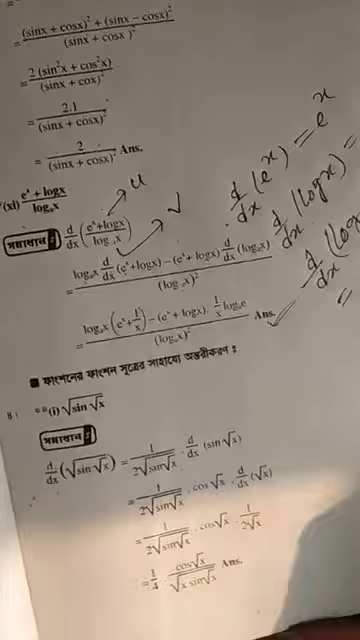 = (sinx + cosx)² + (sinx − cosx)² / (sinx + cosx)²
= 2 (sin²x + cos²x) / (sinx + cox)²
= 2.1 / (sinx + cosx)²
= 2 / (sinx + cosx)² Ans.
(xi) eˣ + logx / logₐx
সমাধান : d/dx (eˣ+logx / logₐx)
u
v
= logₐx d/dx (eˣ+logx) − (eˣ+logx) d/dx (logₐx) / (logₐx)²
= logₐx (eˣ + 1/x) − (eˣ + logx) . 1/x logₐe / (logₐx)² Ans.
d/dx (eˣ) = eˣ
d/dx (logx) =
d/dx (log
=
■ ফাংশনের ফাংশন সূত্রের সাহায্যে অন্তরীকরণ :
8। **(i) √sin √x
সমাধান :
d/dx (√sin√x) = 1 / 2√sin√x . d/dx (sin √x)
= 1 / 2√sin√x . cos√x . d/dx (√x)
= 1 / 2√sin√x . cos√x . 1 / 2√x
= 1/4 . cos√x / √x sin√x Ans.